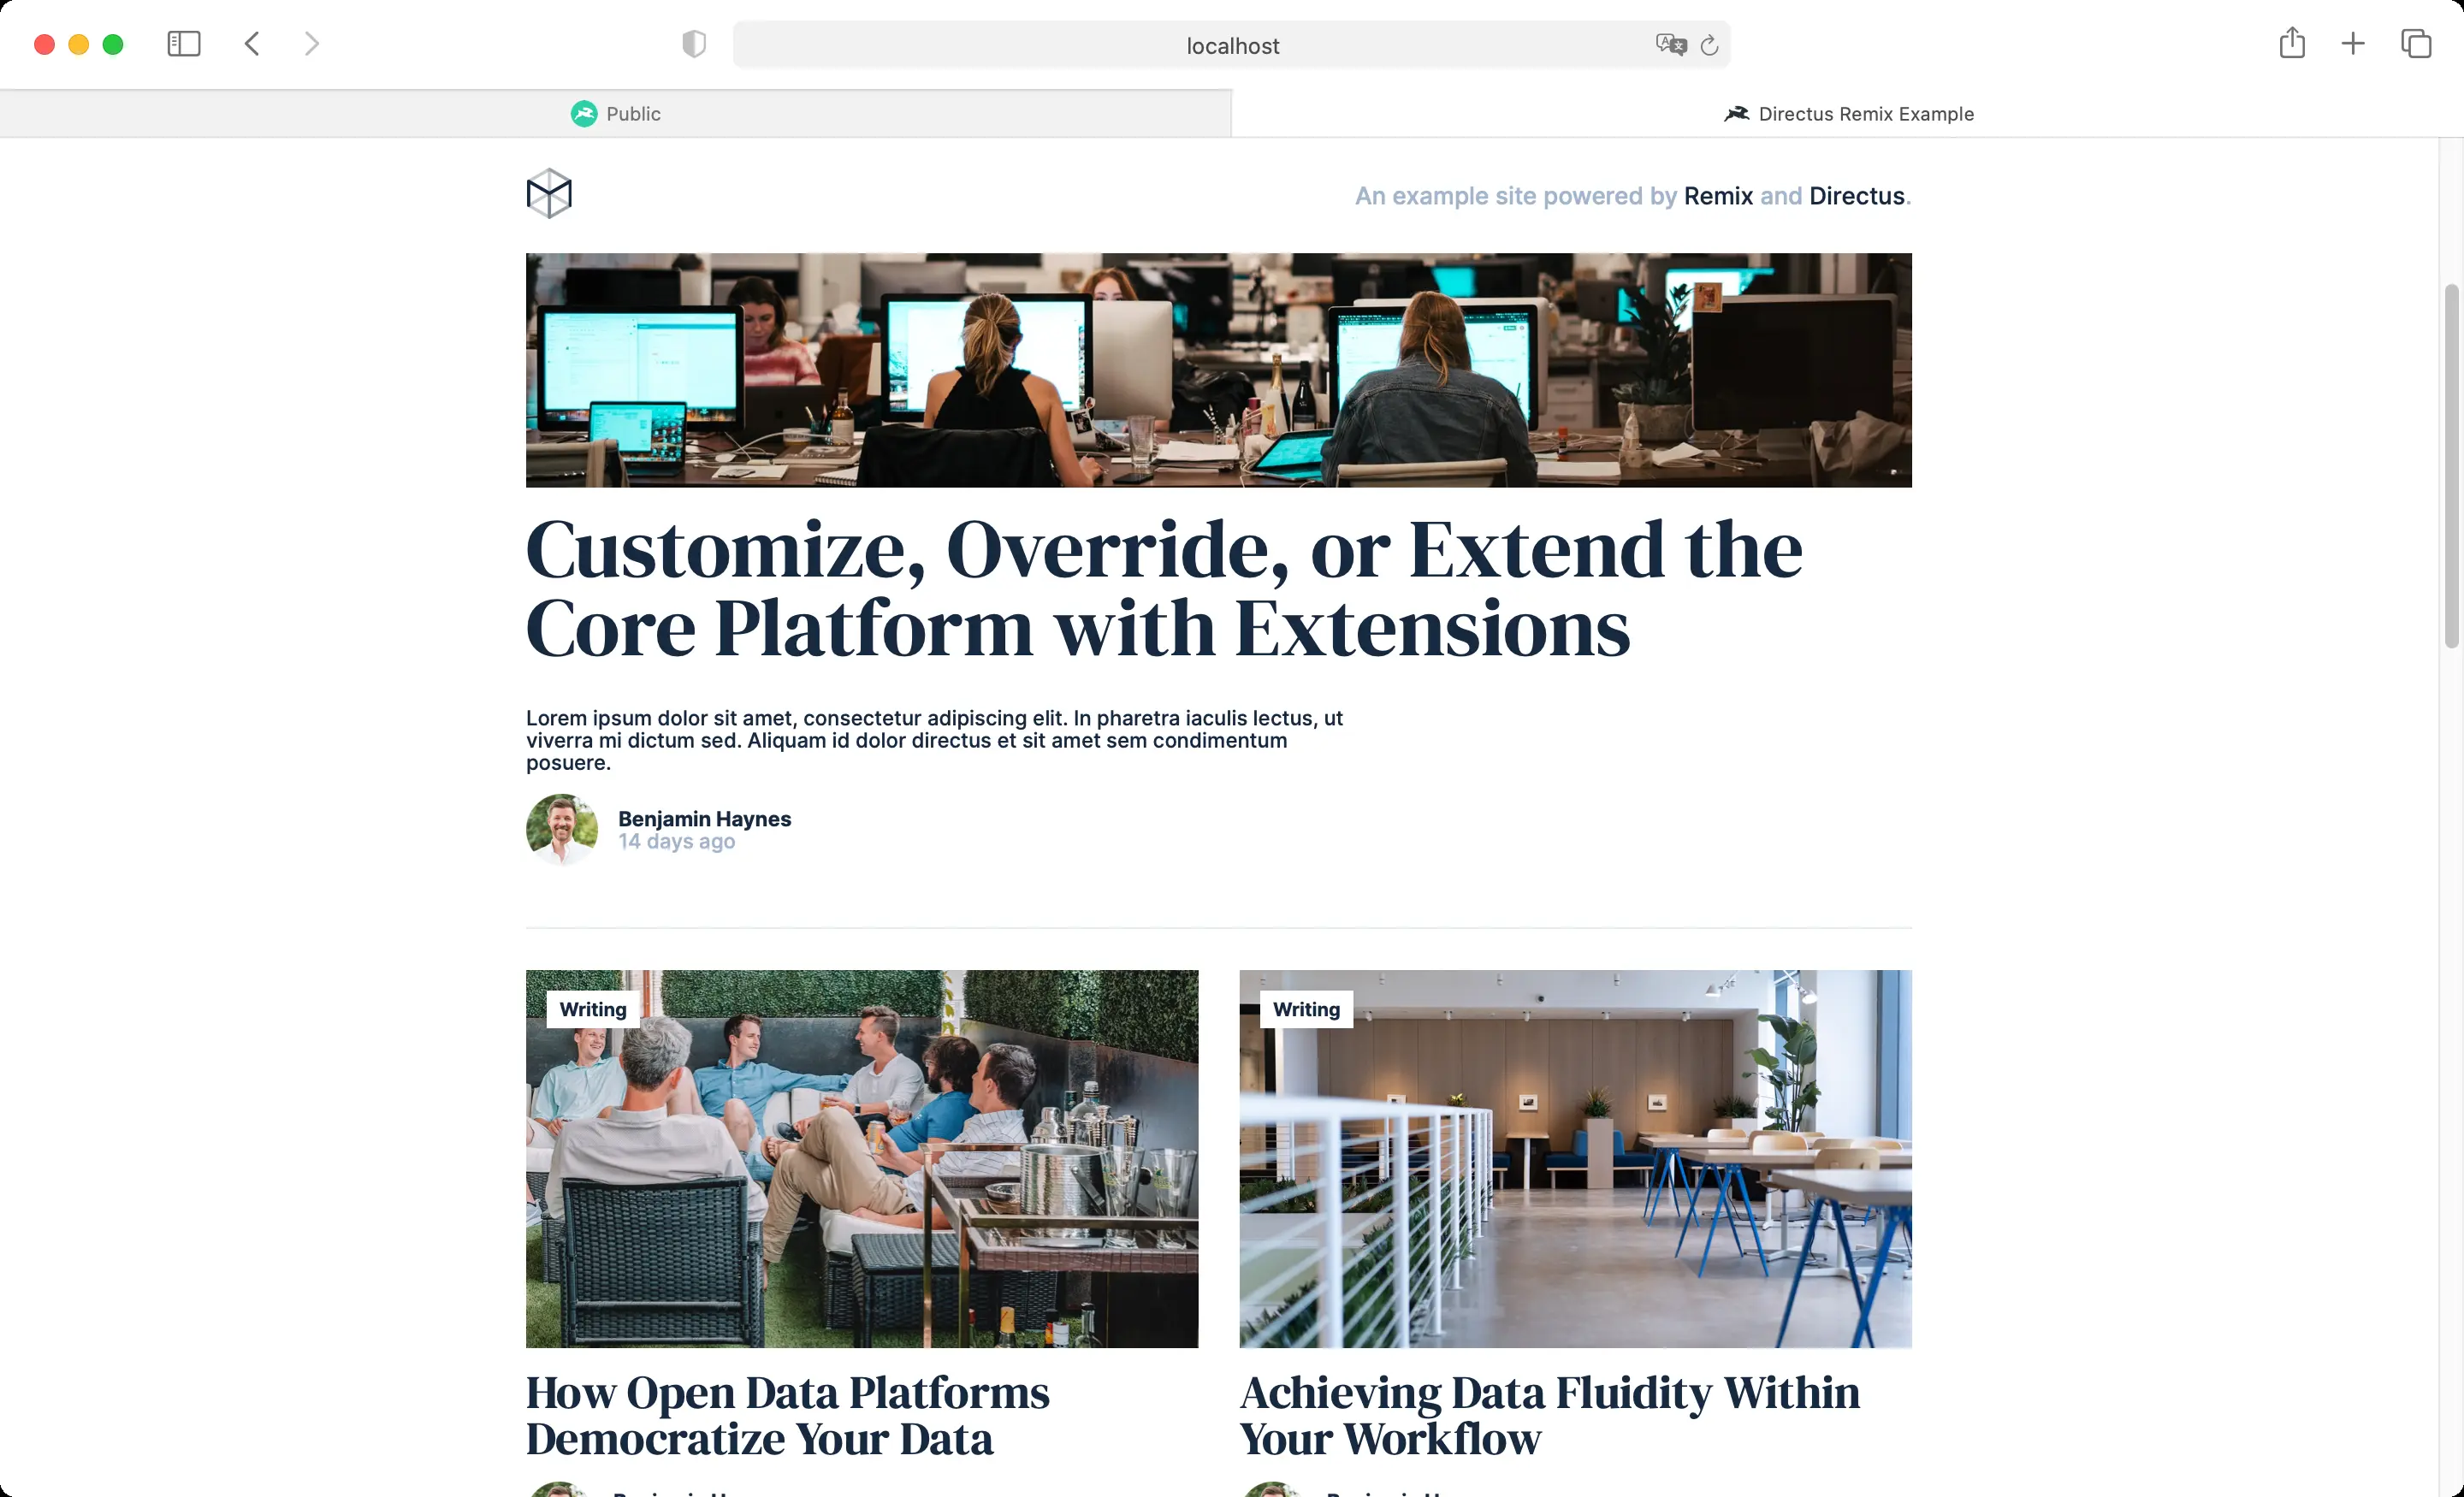 localhost
Public
Directus Remix Example
An example site powered by Remix and Directus.
Customize, Override, or Extend the
Core Platform with Extensions
Lorem ipsum dolor sit amet, consectetur adipiscing elit. In pharetra iaculis lectus, ut
viverra mi dictum sed. Aliquam id dolor directus et sit amet sem condimentum
posuere.
Benjamin Haynes
14 days ago
Writing
Writing
How Open Data Platforms
Democratize Your Data
Achieving Data Fluidity Within
Your Workflow